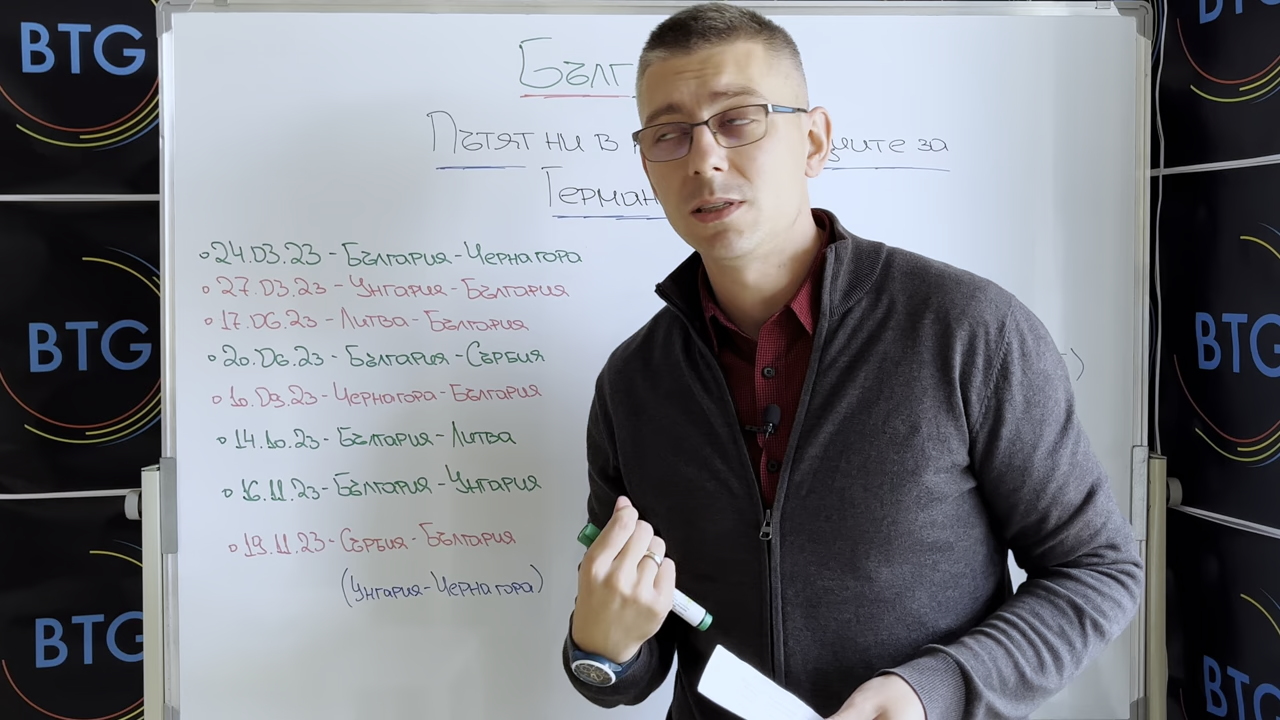 BTG
BTG
BTG
BTG
BTG
Бълг
Пътят ни в
ите за
Герман
24.03.23 - България - Черна гора
27.03.23 - Унгария - България
17.06.23 - Литва - България
20.06.23 - България - Сърбия
10.09.23 - Черна гора - България
14.10.23 - България - Литва
16.11.23 - България - Унгария
19.11.23 - Сърбия - България
(Унгария - Черна гора)